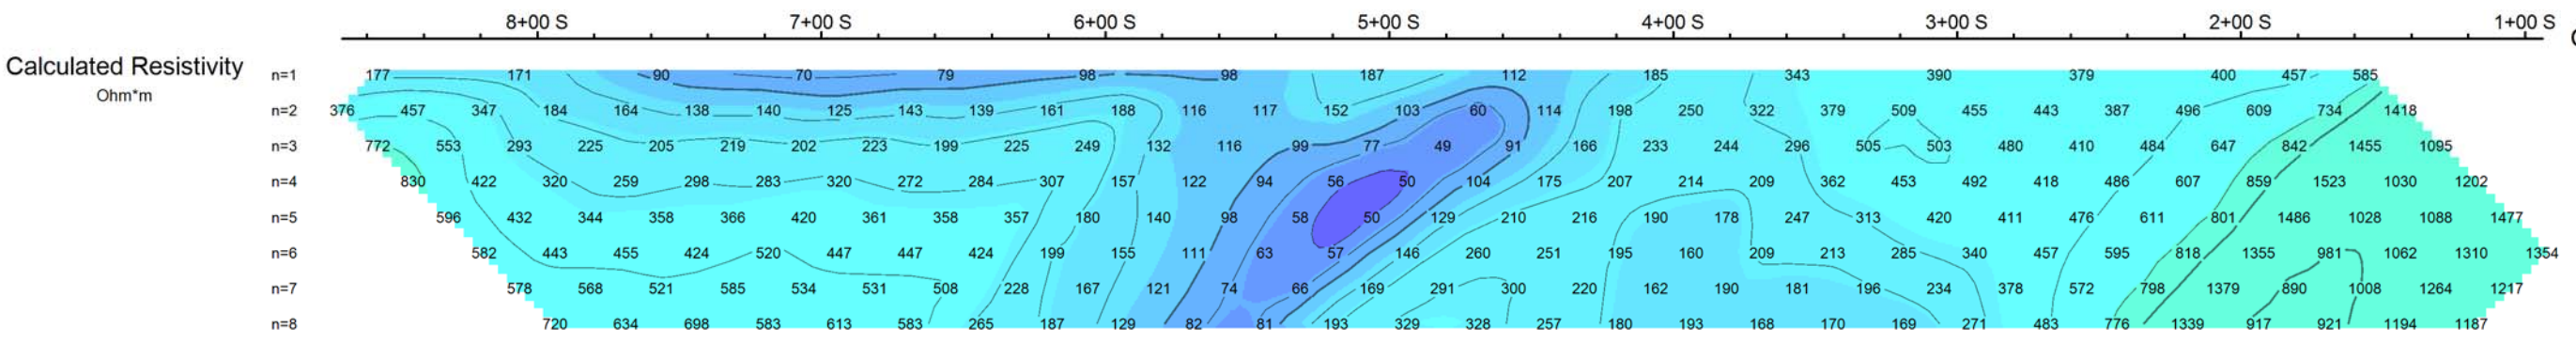 8+00 S 7+00 S 6+00 S 5+00 S 4+00 S 3+00 S 2+00 S 1+00 S
Calculated Resistivity
Ohm*m
n=1 177 171 90 70 79 98 98 187 112 185 343 390 379 400 457 585
n=2 376 457 347 184 164 138 140 125 143 139 161 188 116 117 152 103 60 114 198 250 322 379 509 455 443 387 496 609 734 1418
n=3 772 553 293 225 205 219 202 223 199 225 249 132 116 99 77 49 91 166 233 244 296 505 503 480 410 484 647 842 1455 1095
n=4 830 422 320 259 298 283 320 272 284 307 157 122 94 56 50 104 175 207 214 209 362 453 492 418 486 607 859 1523 1030 1202
n=5 596 432 344 358 366 420 361 358 357 180 140 98 58 50 129 210 216 190 178 247 313 420 411 476 611 801 1486 1028 1088 1477
n=6 582 443 455 424 520 447 447 424 199 155 111 63 57 146 260 251 195 160 209 213 285 340 457 595 818 1355 981 1062 1310 1354
n=7 578 568 521 585 534 531 508 228 167 121 74 66 169 291 300 220 162 190 181 196 234 378 572 798 1379 890 1008 1264 1217
n=8 720 634 698 583 613 583 265 187 129 82 81 193 329 328 257 180 193 168 170 169 271 483 776 1339 917 921 1194 1187